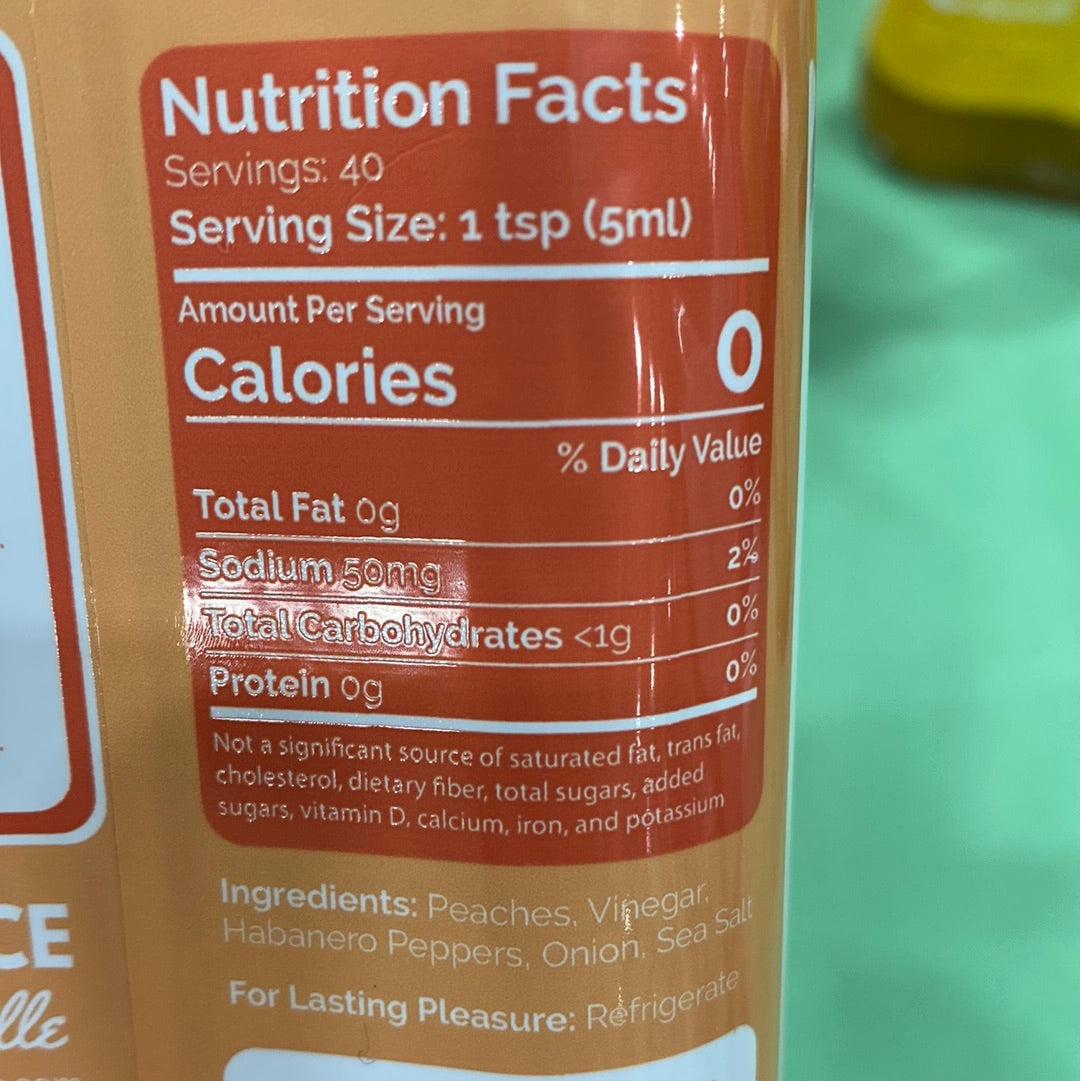 Nutrition Facts
Servings: 40
Serving Size: 1 tsp (5ml)
Amount Per Serving
Calories 0
% Daily Value
Total Fat 0g 0%
Sodium 50mg 2%
Total Carbohydrates <1g 0%
Protein 0g 0%
Not a significant source of saturated fat, trans fat,
cholesterol, dietary fiber, total sugars, added
sugars, vitamin D, calcium, iron, and potassium
Ingredients: Peaches, Vinegar,
Habanero Peppers, Onion, Sea Salt
For Lasting Pleasure: Refrigerate